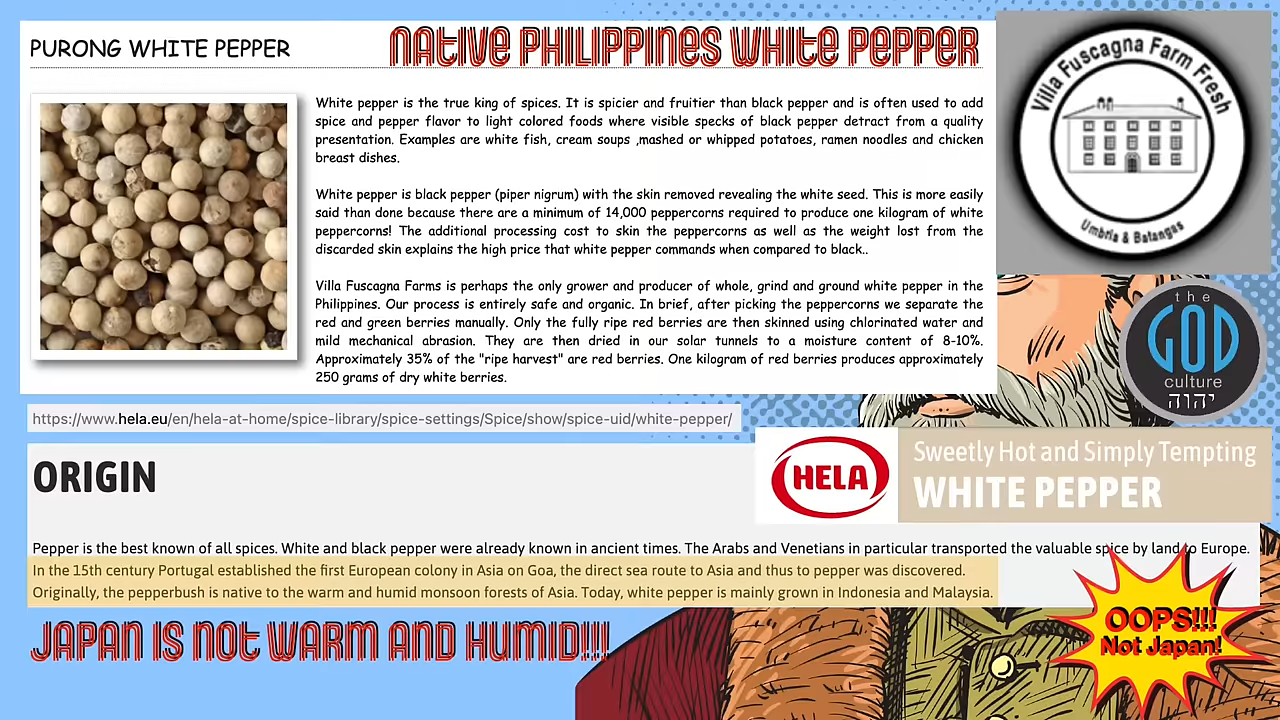 PURONG WHITE PEPPER
NATIVE PHILIPPINES WHITE PEPPER
White pepper is the true king of spices. It is spicier and fruitier than black pepper and is often used to add
spice and pepper flavor to light colored foods where visible specks of black pepper detract from a quality
presentation. Examples are white fish, cream soups ,mashed or whipped potatoes, ramen noodles and chicken
breast dishes.
White pepper is black pepper (piper nigrum) with the skin removed revealing the white seed. This is more easily
said than done because there are a minimum of 14,000 peppercorns required to produce one kilogram of white
peppercorns! The additional processing cost to skin the peppercorns as well as the weight lost from the
discarded skin explains the high price that white pepper commands when compared to black..
Villa Fuscagna Farms is perhaps the only grower and producer of whole, grind and ground white pepper in the
Philippines. Our process is entirely safe and organic. In brief, after picking the peppercorns we separate the
red and green berries manually. Only the fully ripe red berries are then skinned using chlorinated water and
mild mechanical abrasion. They are then dried in our solar tunnels to a moisture content of 8-10%.
Approximately 35% of the "ripe harvest" are red berries. One kilogram of red berries produces approximately
250 grams of dry white berries.
Villa Fuscagna Farm Fresh
Umbria & Batangas
the
GOD
culture
יהוה
https://www.hela.eu/en/hela-at-home/spice-library/spice-settings/Spice/show/spice-uid/white-pepper/
HELA
Sweetly Hot and Simply Tempting
WHITE PEPPER
ORIGIN
Pepper is the best known of all spices. White and black pepper were already known in ancient times. The Arabs and Venetians in particular transported the valuable spice by land to Europe.
In the 15th century Portugal established the first European colony in Asia on Goa, the direct sea route to Asia and thus to pepper was discovered.
Originally, the pepperbush is native to the warm and humid monsoon forests of Asia. Today, white pepper is mainly grown in Indonesia and Malaysia.
JAPAN IS NOT WARM AND HUMID!!!
OOPS!!!
Not Japan!